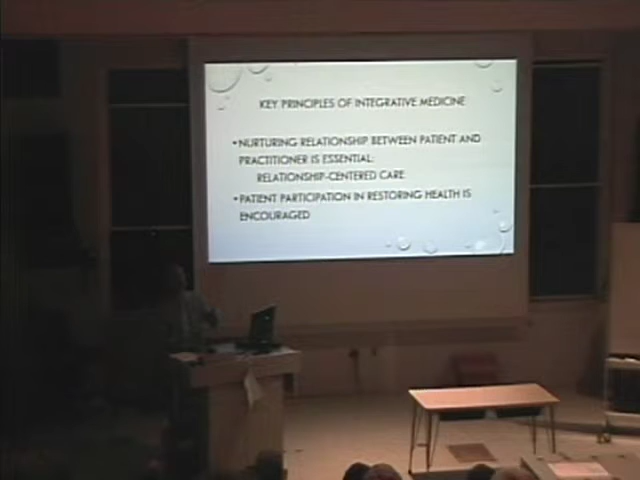 KEY PRINCIPLES OF INTEGRATIVE MEDICINE
•NURTURING RELATIONSHIP BETWEEN PATIENT AND
PRACTITIONER IS ESSENTIAL:
RELATIONSHIP-CENTERED CARE
•PATIENT PARTICIPATION IN RESTORING HEALTH IS
ENCOURAGED